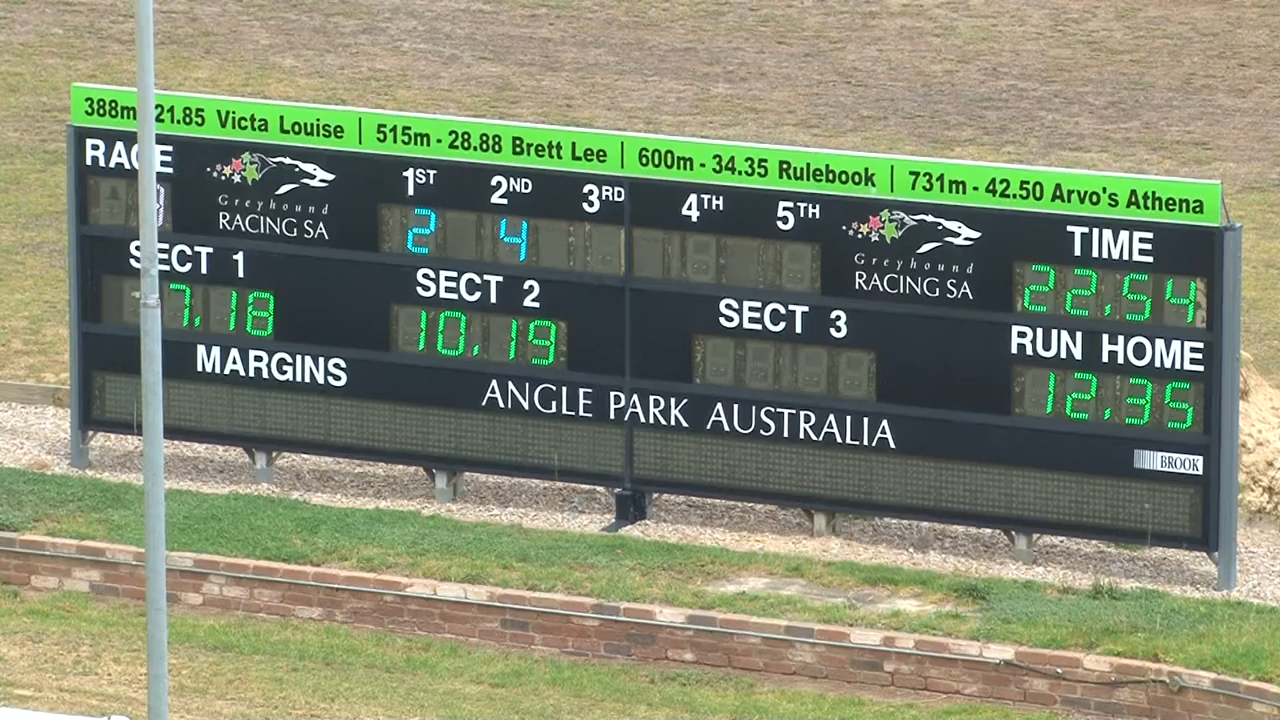 388m 21.85 Victa Louise | 515m - 28.88 Brett Lee | 600m - 34.35 Rulebook | 731m - 42.50 Arvo's Athena
RACE
Greyhound
RACING SA
1ST 2ND 3RD 4TH 5TH
2 4
Greyhound
RACING SA
TIME
22.54
SECT 1
7.18
SECT 2
10.19
SECT 3
RUN HOME
12.35
MARGINS
ANGLE PARK AUSTRALIA
BROOK